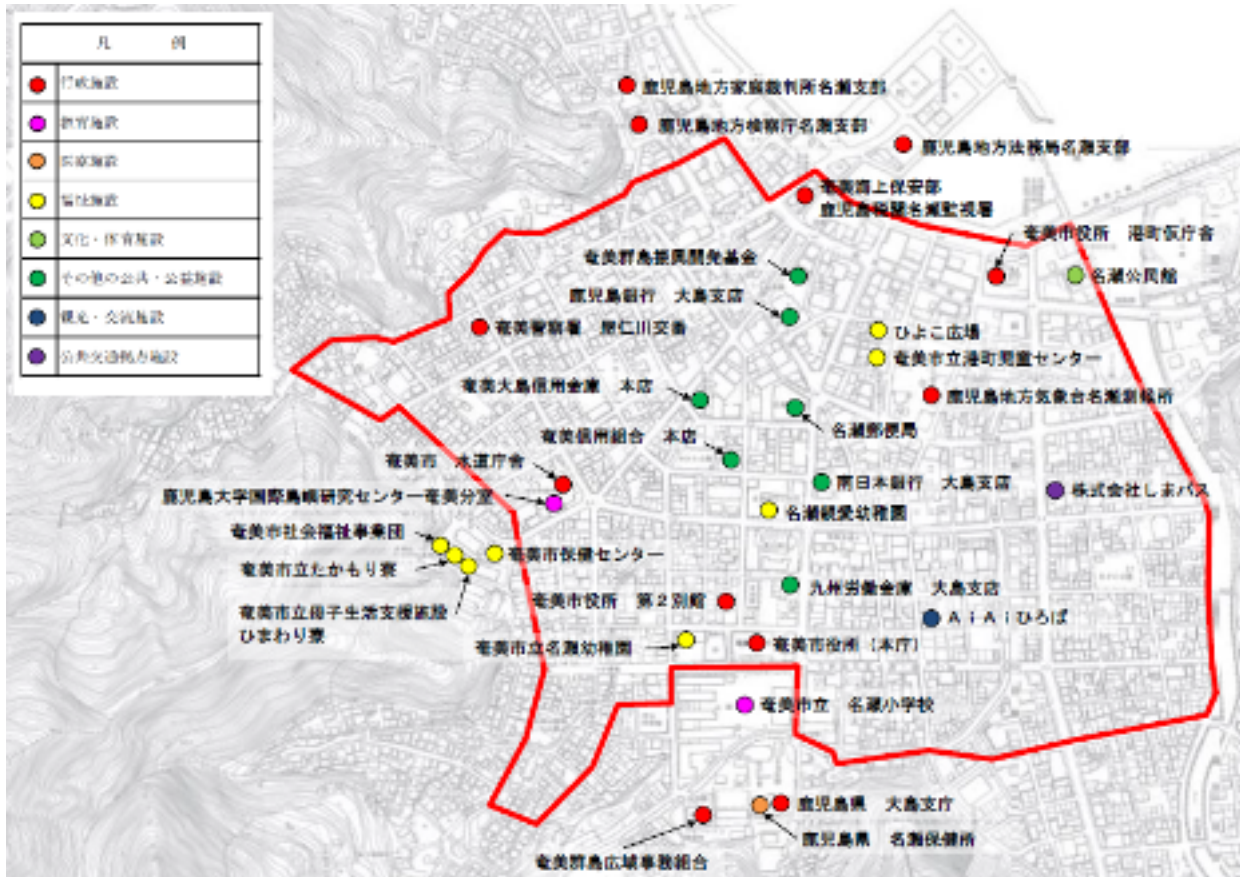 凡　例
行政施設
教育施設
医療施設
福祉施設
文化・体育施設
その他の公共・公益施設
観光・交流施設
公共交通拠点施設
鹿児島地方家庭裁判所名瀬支部
鹿児島地方検察庁名瀬支部
鹿児島地方法務局名瀬支部
奄美海上保安部
鹿児島税関名瀬監視署
奄美市役所　港町仮庁舎
奄美群島振興開発基金
名瀬公民館
鹿児島銀行　大島支店
奄美警察署　屋仁川交番
ひよこ広場
奄美市立港町児童センター
奄美大島信用金庫　本店
鹿児島地方気象台名瀬測候所
名瀬郵便局
奄美信用組合　本店
奄美市　水道庁舎
南日本銀行　大島支店
株式会社しまバス
鹿児島大学国際島嶼研究センター奄美分室
名瀬親愛幼稚園
奄美市社会福祉事業団
奄美市保健センター
奄美市立たかもり寮
九州労働金庫　大島支店
奄美市役所　第２別館
奄美市立母子生活支援施設
ひまわり寮
ＡｉＡｉひろば
奄美市立名瀬幼稚園
奄美市役所（本庁）
奄美市立　名瀬小学校
鹿児島県　大島支庁
鹿児島県　名瀬保健所
奄美群島広域事務組合